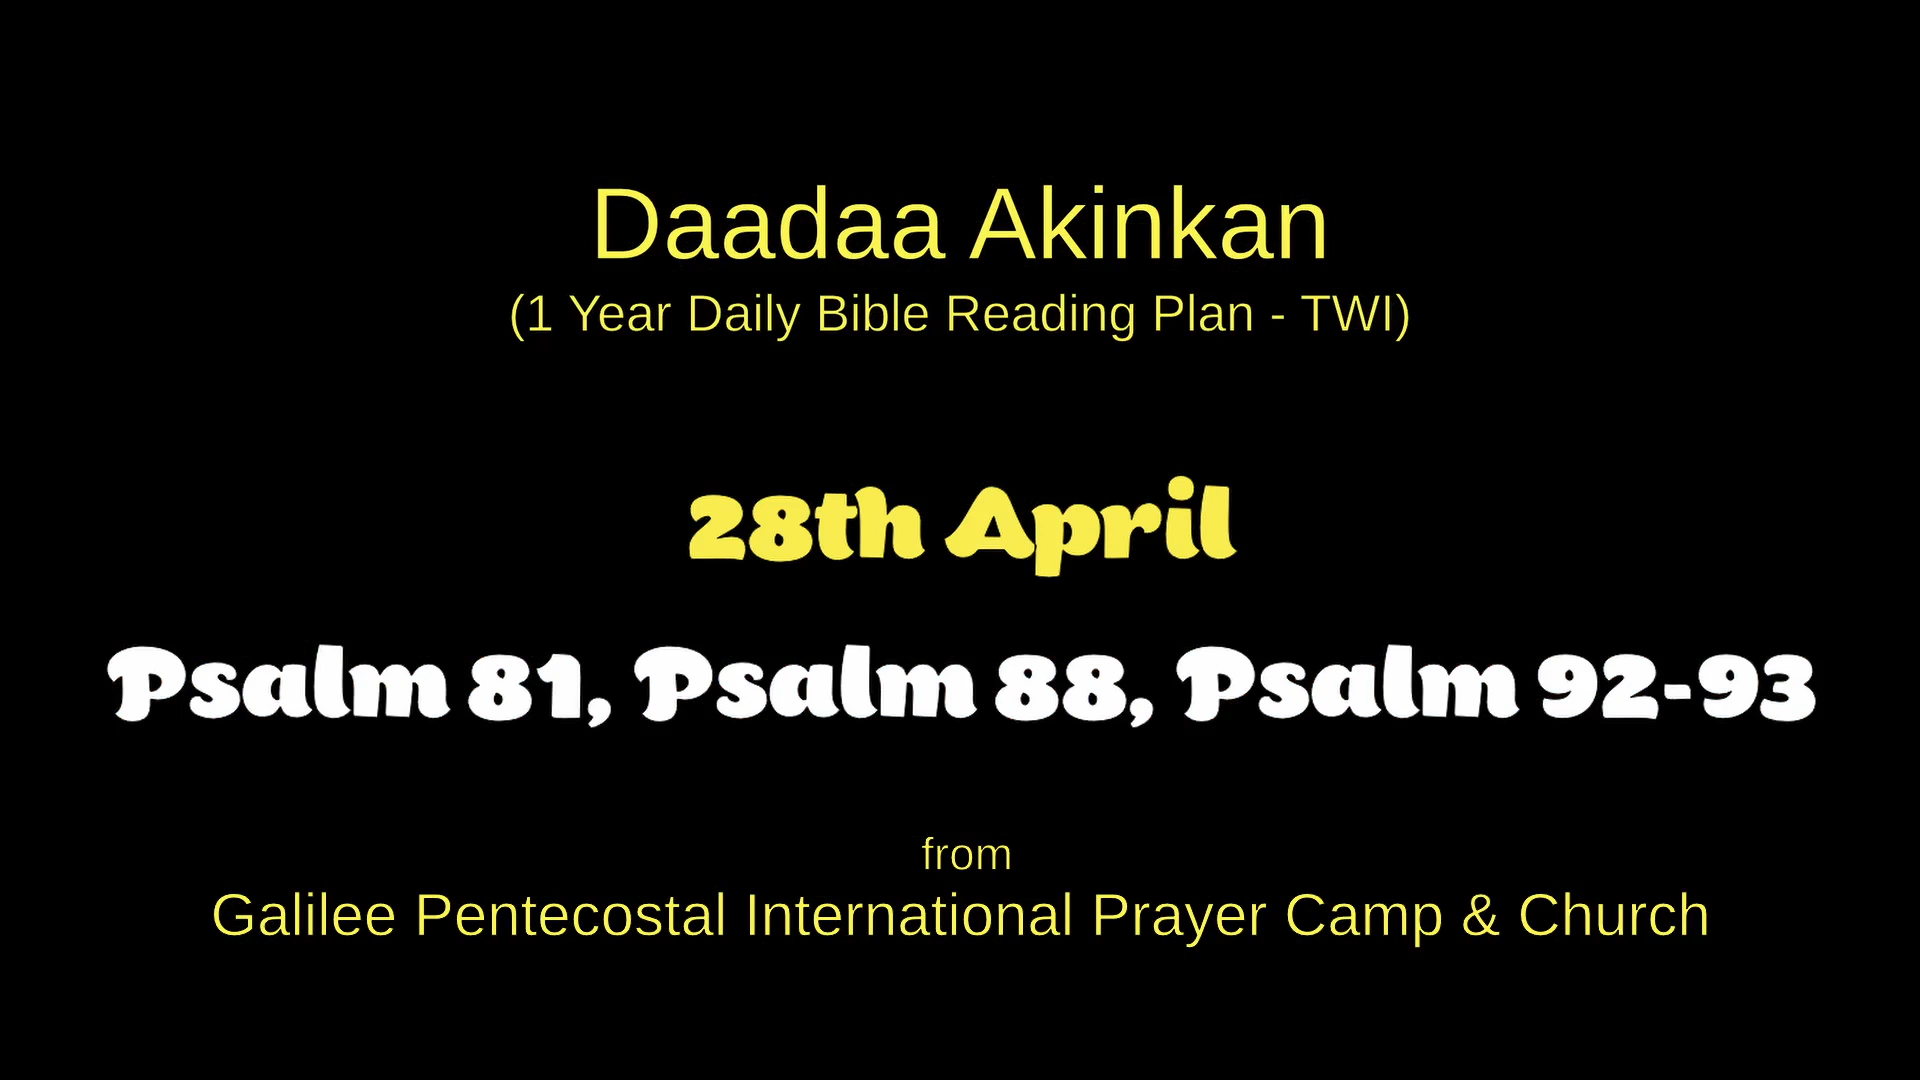 Daadaa Akinkan
(1 Year Daily Bible Reading Plan - TWI)
28th April
Psalm 81, Psalm 88, Psalm 92-93
from
Galilee Pentecostal International Prayer Camp & Church